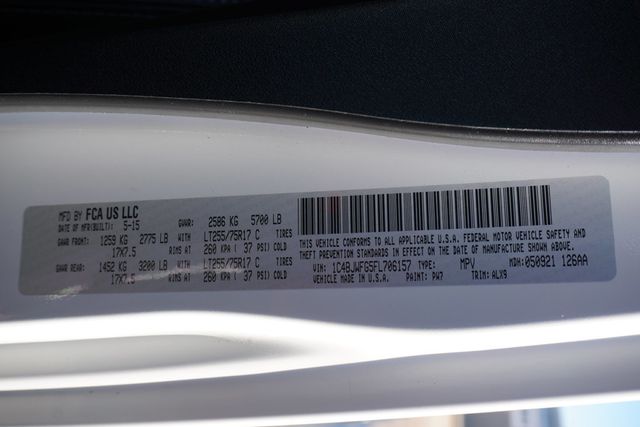 MFD BY FCA US LLC
DATE OF MFR(BUILT): 5-15 GVWR: 2586 KG 5700 LB
GAWR FRONT: 1259 KG 2775 LB WITH LT255/75R17 C TIRES
17X7.5 RIMS AT 260 KPA ( 37 PSI) COLD
GAWR REAR: 1452 KG 3200 LB WITH LT255/75R17 C TIRES
17X7.5 RIMS AT 260 KPA ( 37 PSI) COLD
THIS VEHICLE CONFORMS TO ALL APPLICABLE U.S.A. FEDERAL MOTOR VEHICLE SAFETY AND
THEFT PREVENTION STANDARDS IN EFFECT ON THE DATE OF MANUFACTURE SHOWN ABOVE.
VIN: 1C4BJWFG5FL706157 TYPE: MPV MDH: 050921 126AA
VEHICLE MADE IN U.S.A. PAINT: PW7 TRIM: ALX9